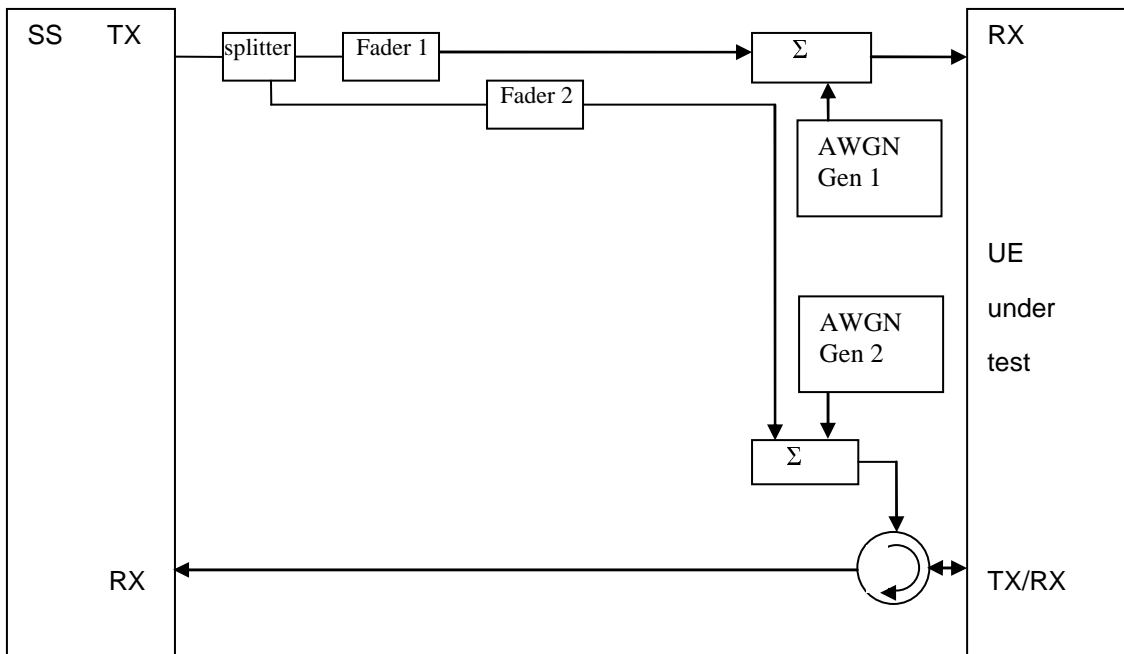 SS TX
splitter
Fader 1
Σ
RX
Fader 2
AWGN
Gen 1
UE
under
test
AWGN
Gen 2
Σ
RX
TX/RX